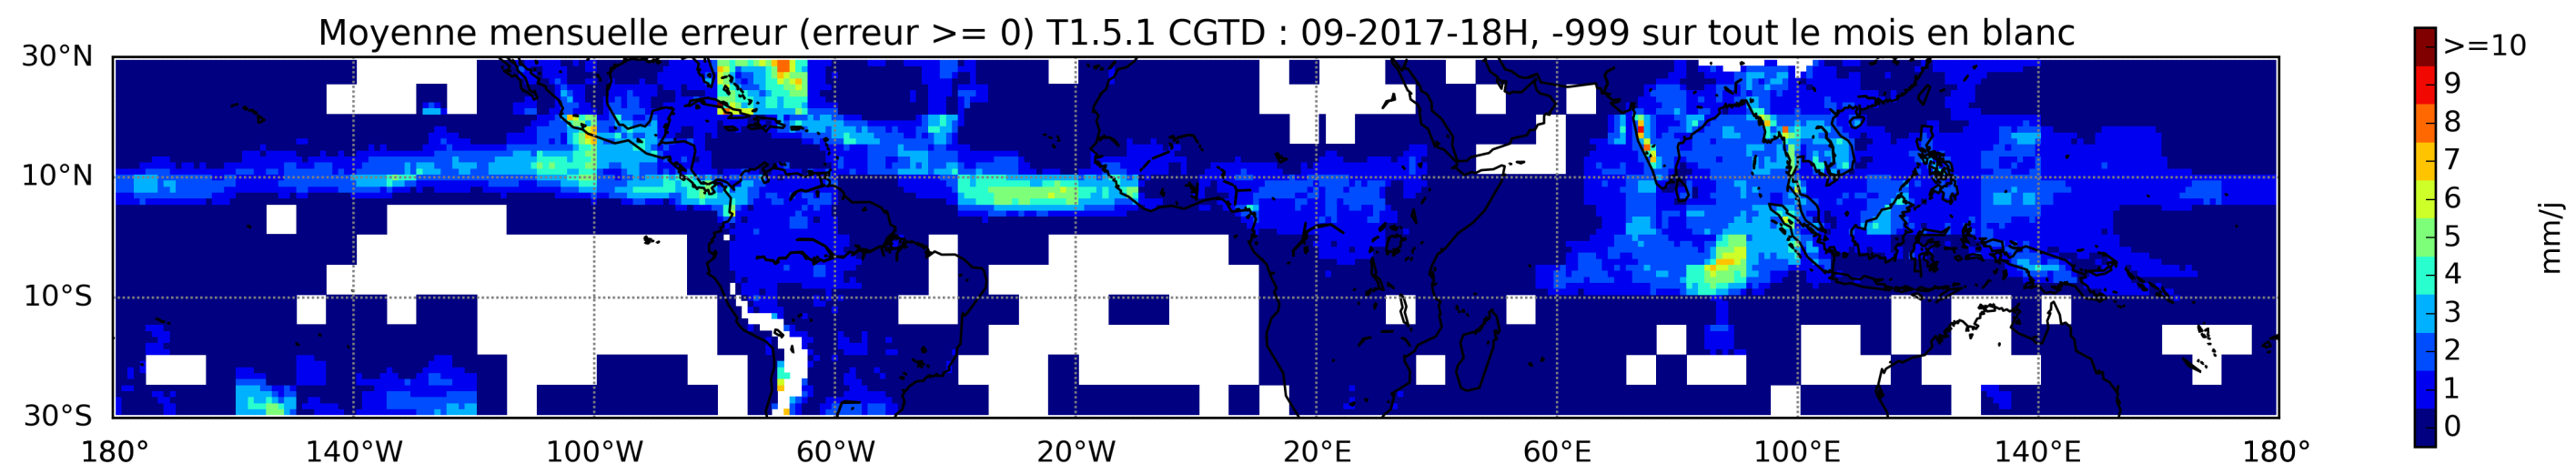 Moyenne mensuelle erreur (erreur >= 0) T1.5.1 CGTD : 09-2017-18H, -999 sur tout le mois en blanc
30°N
10°N
10°S
30°S
180° 140°W 100°W 60°W 20°W 20°E 60°E 100°E 140°E 180°
>=10
9
8
7
6
5
4
3
2
1
0
mm/j